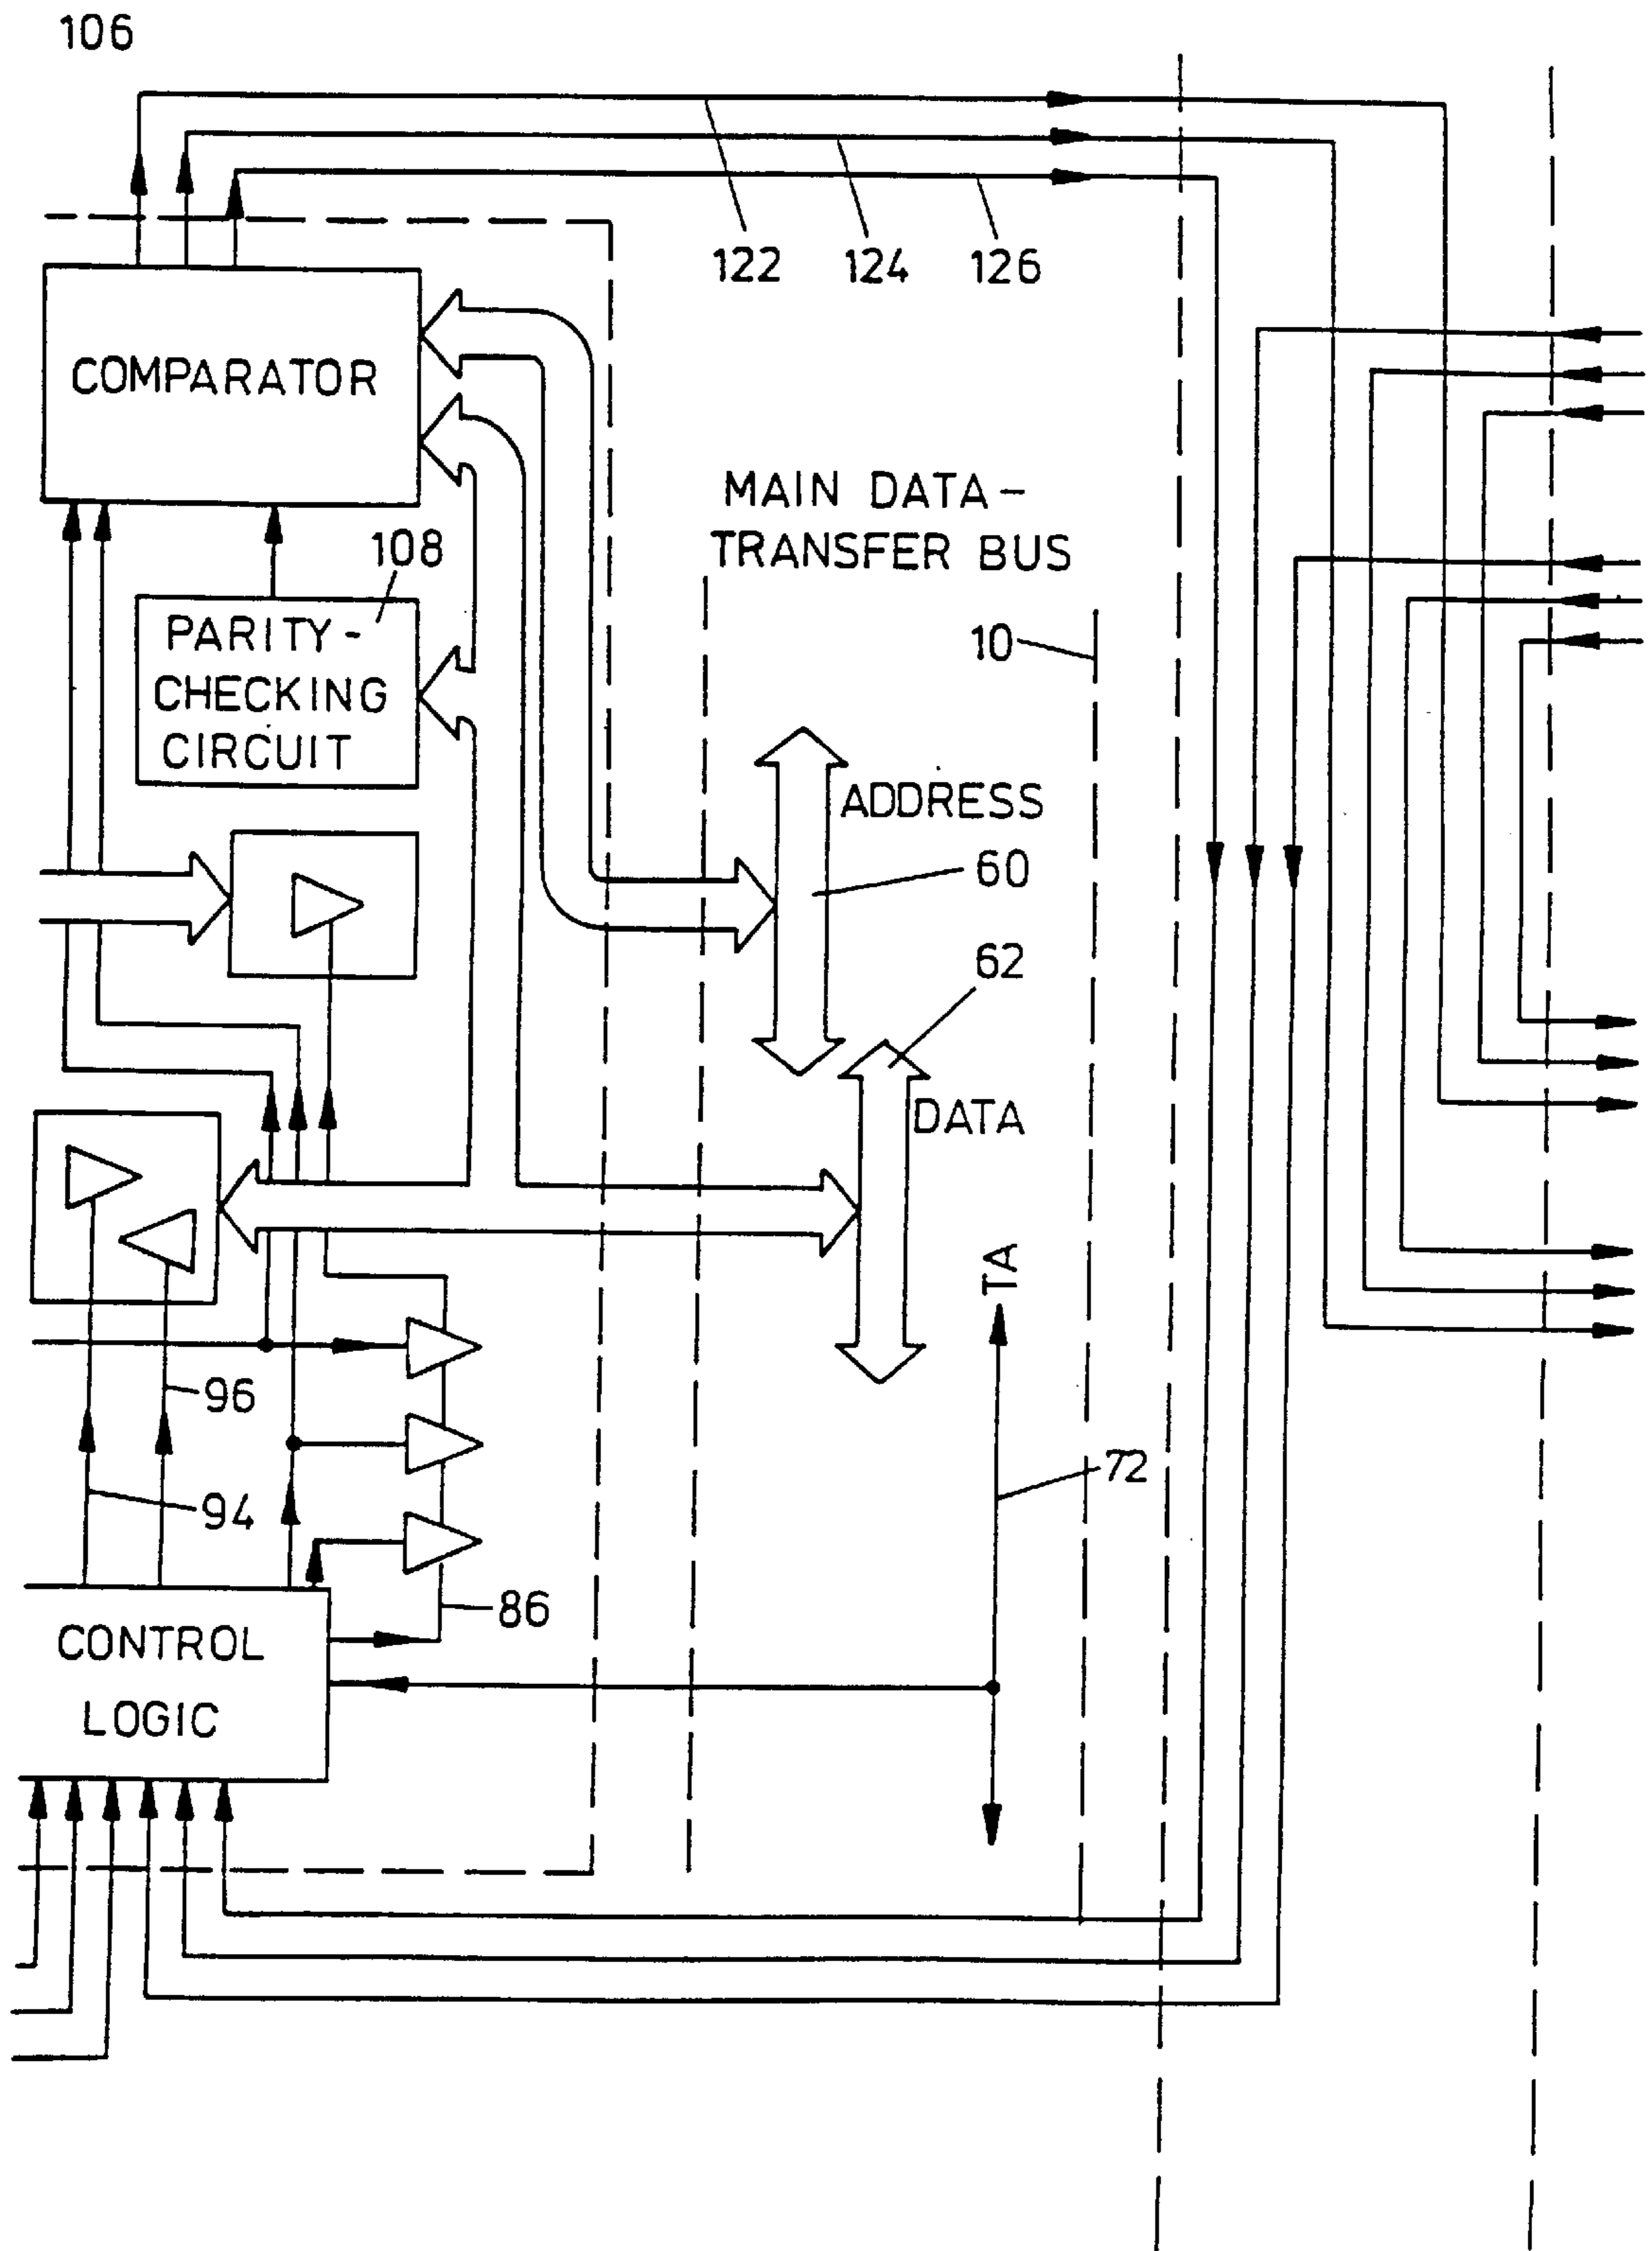 106
122
124
126
COMPARATOR
MAIN DATA-
TRANSFER BUS
108
PARITY-
CHECKING
CIRCUIT
10
ADDRESS
60
62
DATA
TA
96
72
94
86
CONTROL
LOGIC